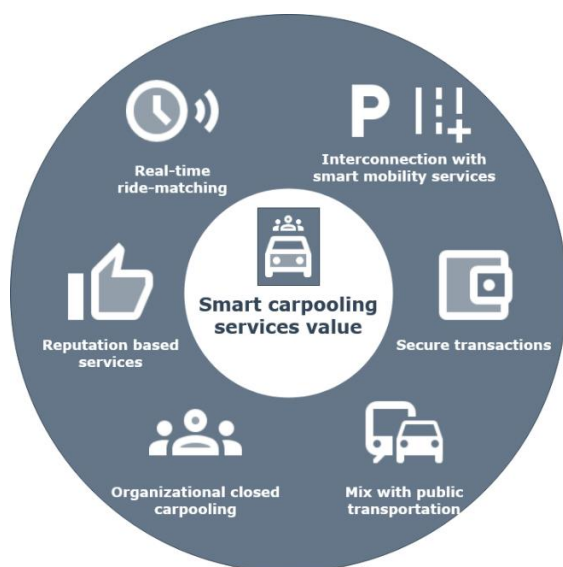 P
Real-time
ride-matching
Interconnection with
smart mobility services
Smart carpooling
services value
Reputation based
services
Secure transactions
Organizational closed
carpooling
Mix with public
transportation